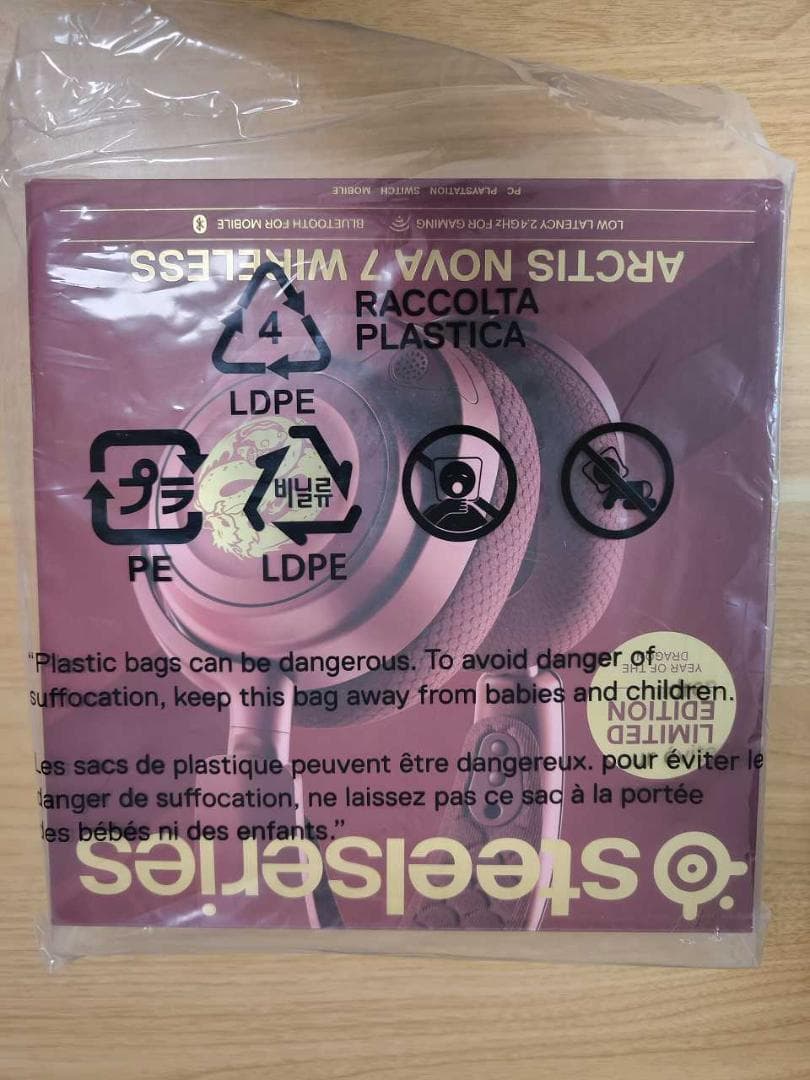 RACCOLTA
PLASTICA
4
LDPE
プラ
PE
비닐류
LDPE
“Plastic bags can be dangerous. To avoid danger of
suffocation, keep this bag away from babies and children.
Les sacs de plastique peuvent être dangereux. pour éviter le
danger de suffocation, ne laissez pas ce sac à la portée
des bébés ni des enfants.”
steelseries
LIMITED
EDITION
YEAR OF THE
DRAGON
ARCTIS NOVA 7 WIRELESS
LOW LATENCY 2.4GHz FOR GAMING
BLUETOOTH FOR MOBILE
PC PLAYSTATION SWITCH MOBILE